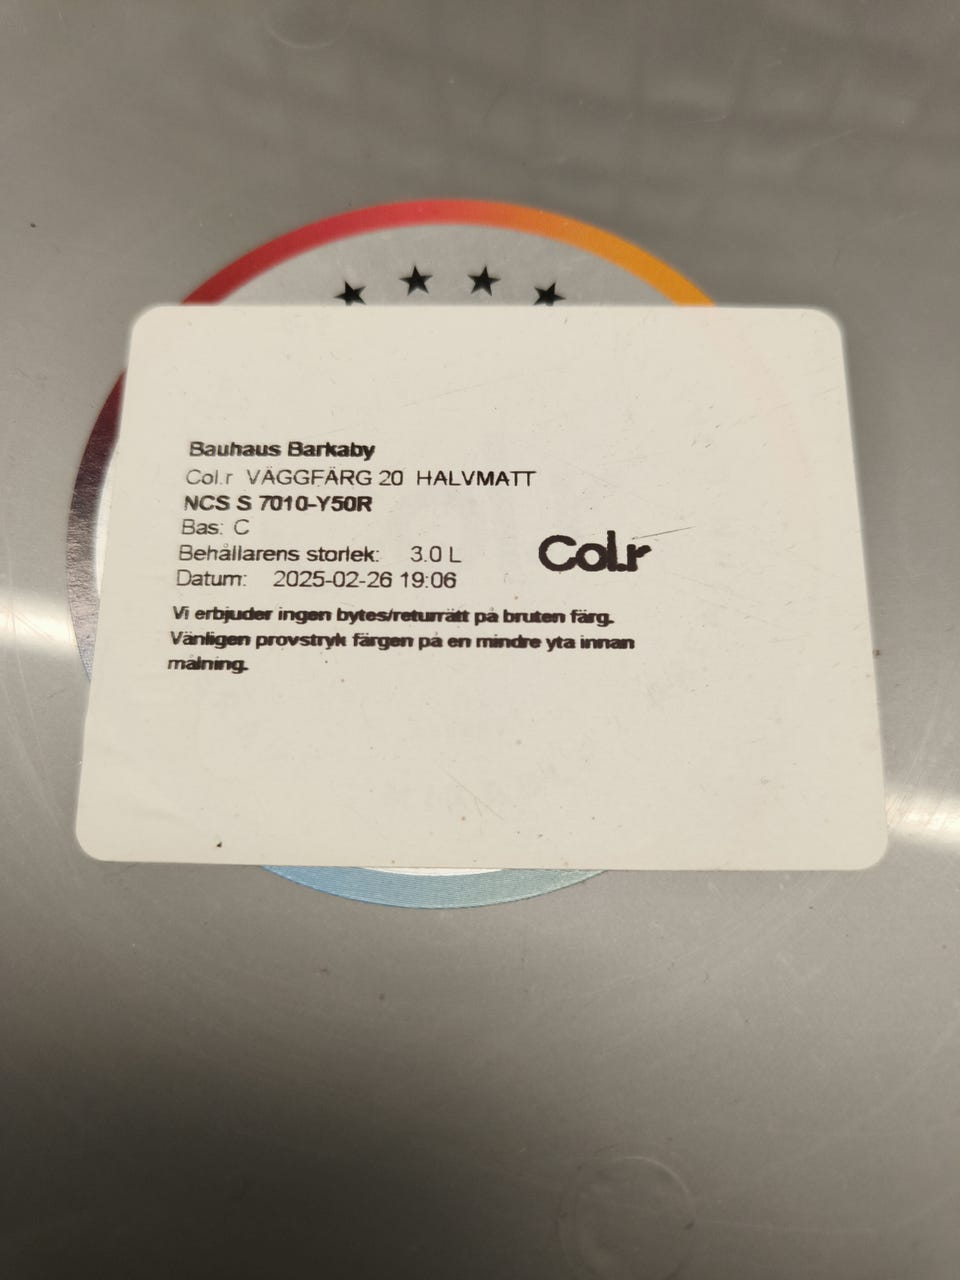 Bauhaus Barkaby
Col.r VÄGGFÄRG 20 HALVMATT
NCS S 7010-Y50R
Bas: C
Behållarens storlek: 3.0 L
Datum: 2025-02-26 19:06
Col.r
Vi erbjuder ingen bytes/returrätt på bruten färg.
Vänligen provstryk färgen på en mindre yta innan
målning.